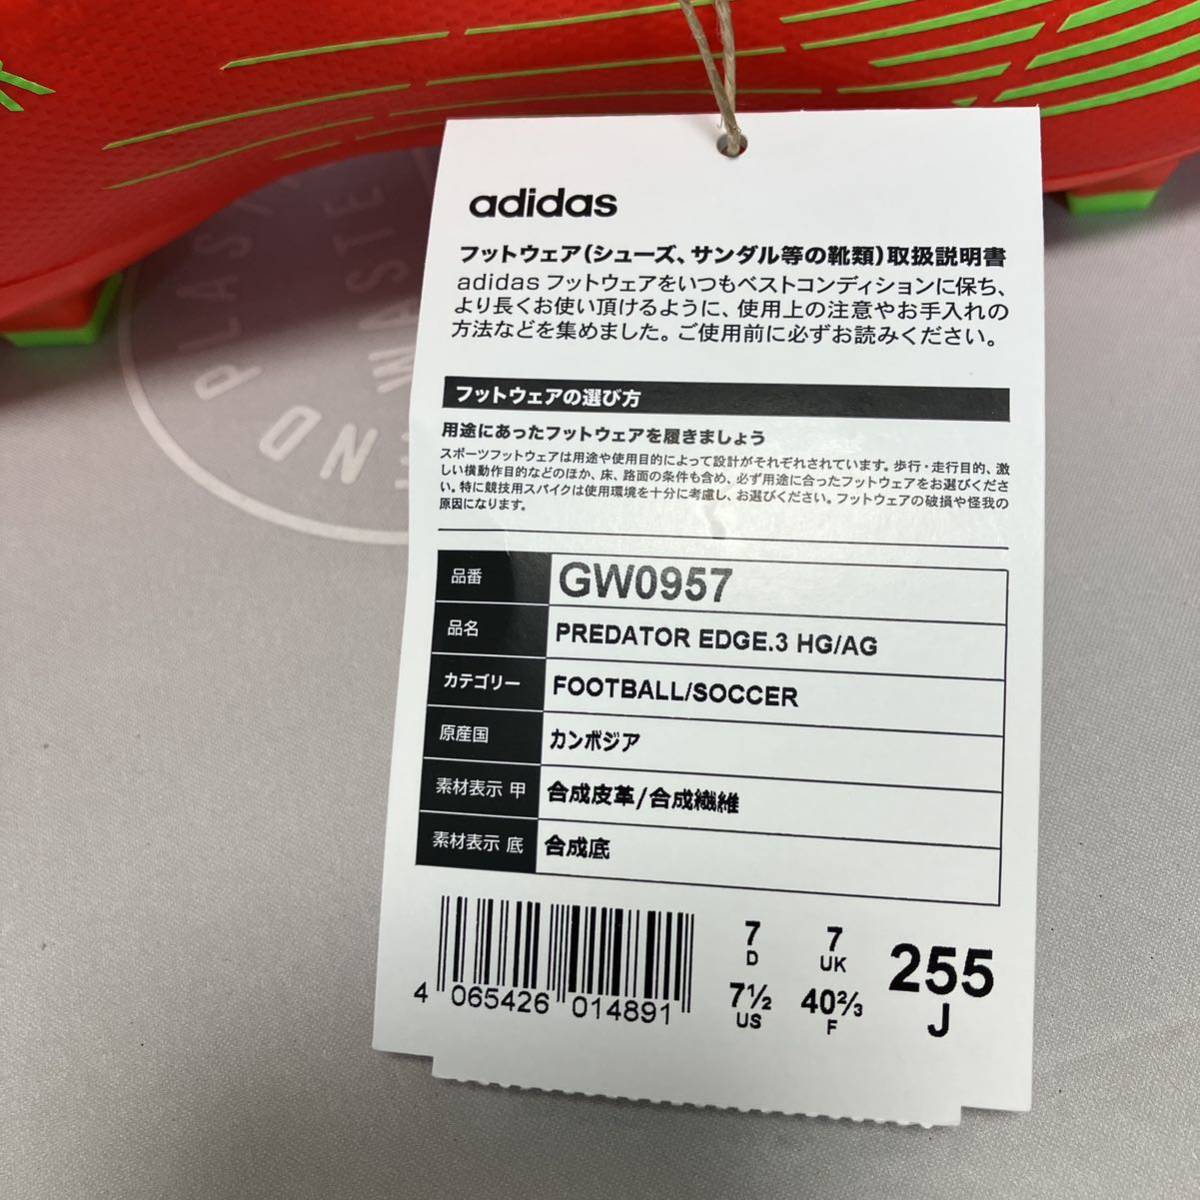 adidas
フットウェア(シューズ、サンダル等の靴類)取扱説明書
adidas フットウェアをいつもベストコンディションに保ち、
より長くお使い頂けるように、使用上の注意やお手入れの
方法などを集めました。ご使用前に必ずお読みください。
フットウェアの選び方
用途にあったフットウェアを履きましょう
スポーツフットウェアは用途や使用目的によって設計がそれぞれされています。歩行・走行目的、激
しい横動作目的などのほか、床、路面の条件も含め、必ず用途に合ったフットウェアをお選びくださ
い。特に競技用スパイクは使用環境を十分に考慮し、お選びください。フットウェアの破損や怪我の
原因になります。
品番 GW0957
品名 PREDATOR EDGE.3 HG/AG
カテゴリー FOOTBALL/SOCCER
原産国 カンボジア
素材表示 甲 合成皮革/合成繊維
素材表示 底 合成底
4 065426 014891
7 D
7 UK
7½ US
40⅔ F
255 J
END
PLAS
WASTE